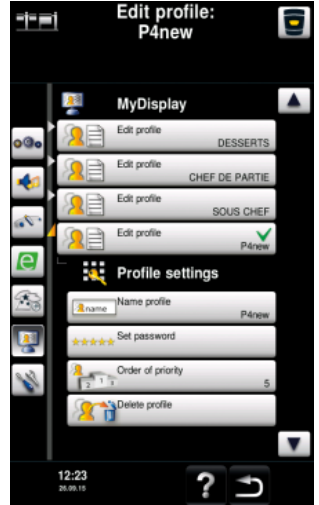 Edit profile:
P4new
MyDisplay
Edit profile
DESSERTS
Edit profile
CHEF DE PARTIE
Edit profile
SOUS CHEF
Edit profile
P4new
Profile settings
name
Name profile
P4new
Set password
Order of priority
2 1 3
5
Delete profile
12:23
26.09.15
?